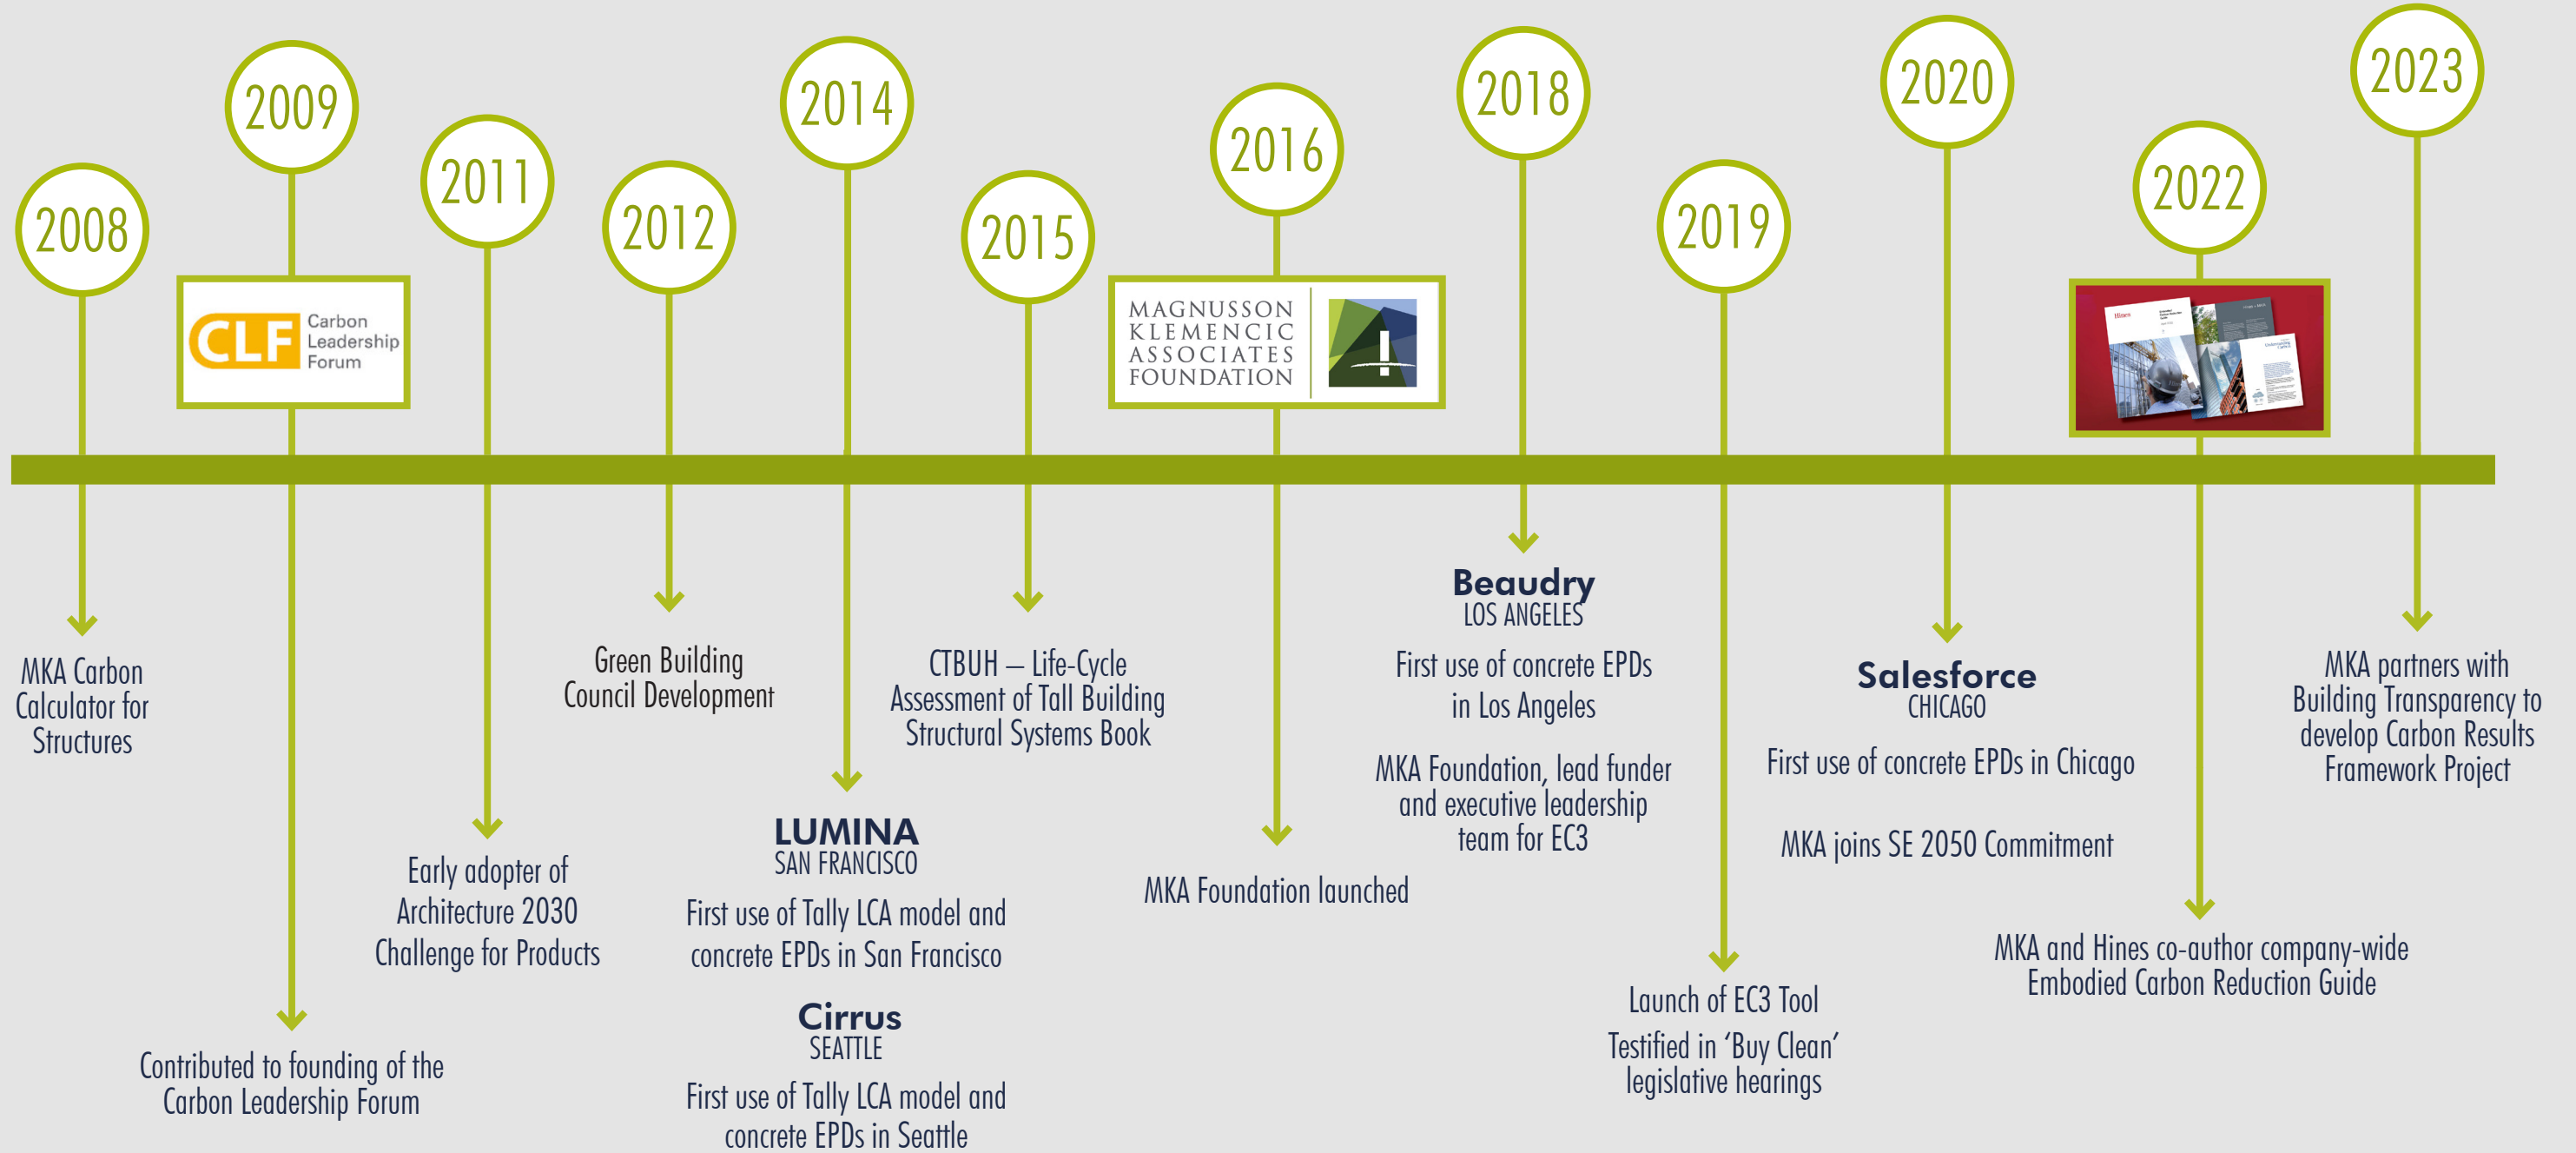 2008
MKA Carbon
Calculator for
Structures
2009
CLF
Carbon
Leadership
Forum
Contributed to founding of the
Carbon Leadership Forum
2011
Early adopter of
Architecture 2030
Challenge for Products
2012
Green Building
Council Development
2014
LUMINA
SAN FRANCISCO
First use of Tally LCA model and
concrete EPDs in San Francisco
Cirrus
SEATTLE
First use of Tally LCA model and
concrete EPDs in Seattle
2015
CTBUH – Life-Cycle
Assessment of Tall Building
Structural Systems Book
2016
MAGNUSSON
KLEMENCIC
ASSOCIATES
FOUNDATION
MKA Foundation launched
2018
Beaudry
LOS ANGELES
First use of concrete EPDs
in Los Angeles
MKA Foundation, lead funder
and executive leadership
team for EC3
2019
Launch of EC3 Tool
Testified in ‘Buy Clean’
legislative hearings
2020
Salesforce
CHICAGO
First use of concrete EPDs in Chicago
MKA joins SE 2050 Commitment
2022
Hines
MKA and Hines co-author company-wide
Embodied Carbon Reduction Guide
2023
MKA partners with
Building Transparency to
develop Carbon Results
Framework Project